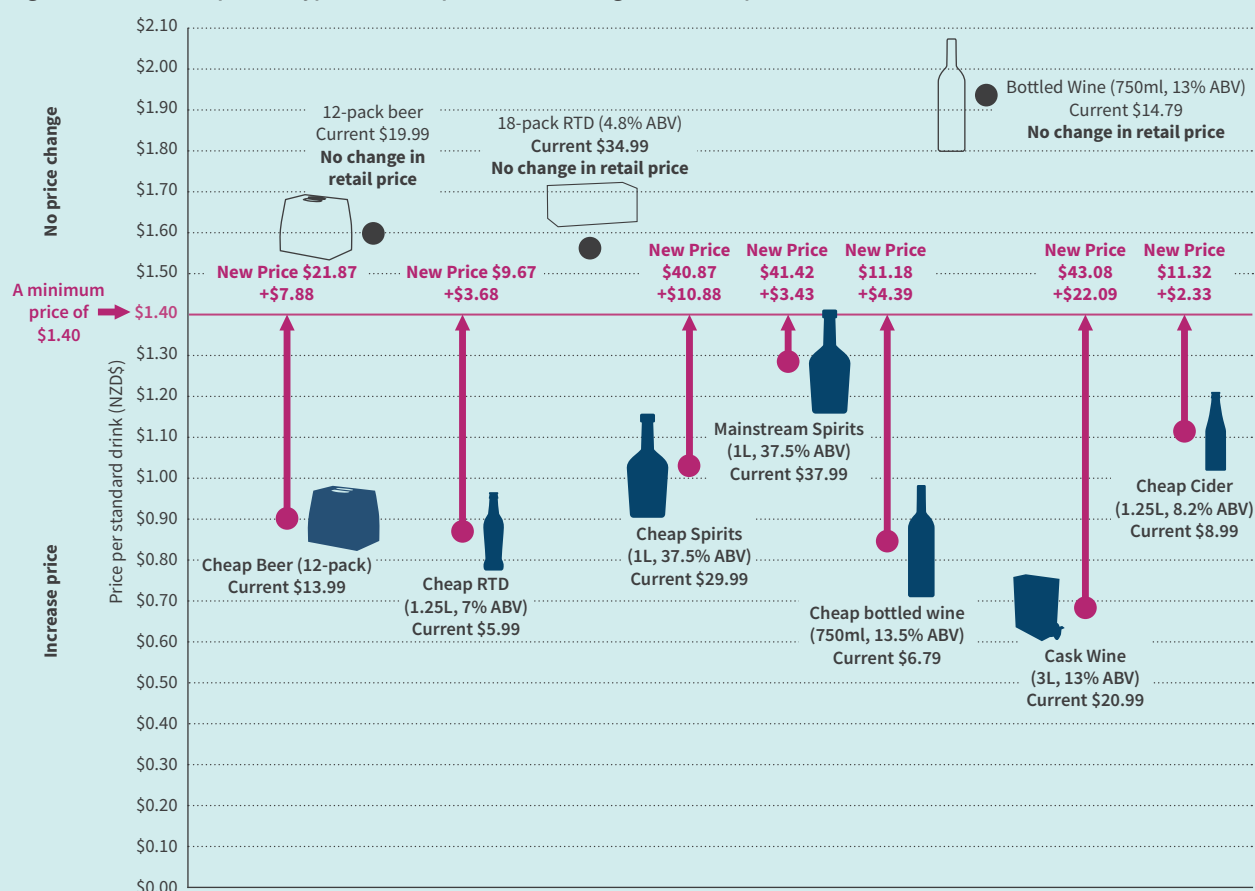 $2.10
$2.00
$1.90
$1.80
$1.70
$1.60
$1.50
$1.40
$1.30
$1.20
$1.10
$1.00
$0.90
$0.80
$0.70
$0.60
$0.50
$0.40
$0.30
$0.20
$0.10
$0.00
No price change
Increase price
Price per standard drink (NZD$)
A minimum
price of
$1.40
12-pack beer
Current $19.99
No change in
retail price
18-pack RTD (4.8% ABV)
Current $34.99
No change in retail price
Bottled Wine (750ml, 13% ABV)
Current $14.79
No change in retail price
New Price $21.87
+$7.88
New Price $9.67
+$3.68
New Price
$40.87
+$10.88
New Price
$41.42
+$3.43
New Price
$11.18
+$4.39
New Price
$43.08
+$22.09
New Price
$11.32
+$2.33
Cheap Beer (12-pack)
Current $13.99
Cheap RTD
(1.25L, 7% ABV)
Current $5.99
Cheap Spirits
(1L, 37.5% ABV)
Current $29.99
Mainstream Spirits
(1L, 37.5% ABV)
Current $37.99
Cheap bottled wine
(750ml, 13.5% ABV)
Current $6.79
Cask Wine
(3L, 13% ABV)
Current $20.99
Cheap Cider
(1.25L, 8.2% ABV)
Current $8.99